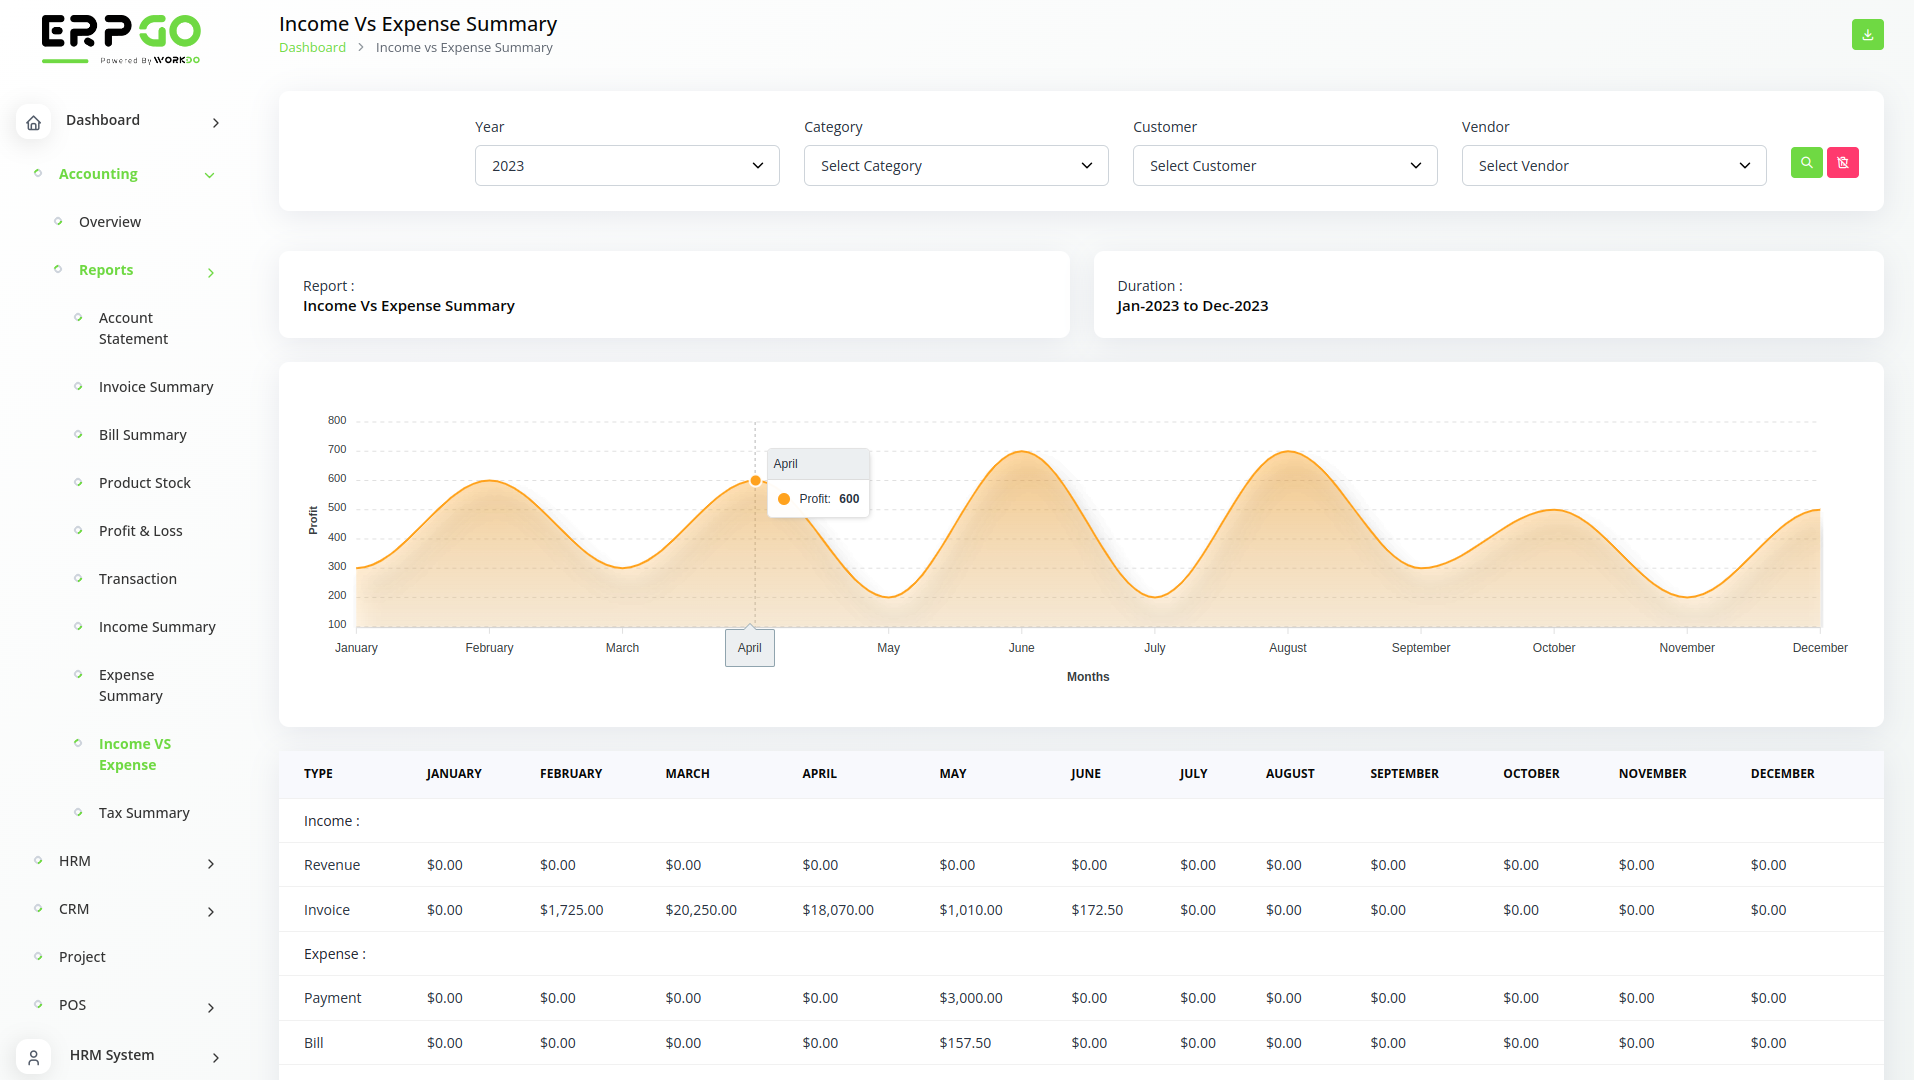 ERPGO
Powered By WORKDO
Dashboard
Accounting
Overview
Reports
Account
Statement
Invoice Summary
Bill Summary
Product Stock
Profit & Loss
Transaction
Income Summary
Expense
Summary
Income VS
Expense
Tax Summary
HRM
CRM
Project
POS
HRM System
Income Vs Expense Summary
Dashboard > Income vs Expense Summary
Year Category Customer Vendor
2023 Select Category Select Customer Select Vendor
Report :
Income Vs Expense Summary
Duration :
Jan-2023 to Dec-2023
800
700
600
500
400
300
200
100
Profit
April
Profit: 600
January February March April May June July August September October November December
Months
TYPE JANUARY FEBRUARY MARCH APRIL MAY JUNE JULY AUGUST SEPTEMBER OCTOBER NOVEMBER DECEMBER
Income :
Revenue $0.00 $0.00 $0.00 $0.00 $0.00 $0.00 $0.00 $0.00 $0.00 $0.00 $0.00 $0.00
Invoice $0.00 $1,725.00 $20,250.00 $18,070.00 $1,010.00 $172.50 $0.00 $0.00 $0.00 $0.00 $0.00 $0.00
Expense :
Payment $0.00 $0.00 $0.00 $0.00 $3,000.00 $0.00 $0.00 $0.00 $0.00 $0.00 $0.00 $0.00
Bill $0.00 $0.00 $0.00 $0.00 $157.50 $0.00 $0.00 $0.00 $0.00 $0.00 $0.00 $0.00